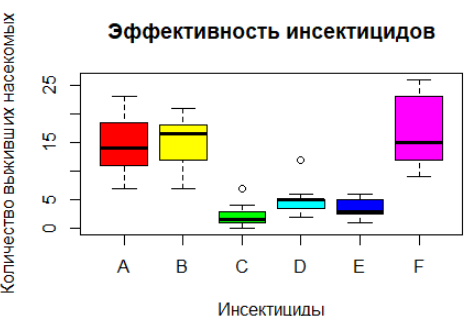 Эффективность инсектицидов
Количество выживших насекомых
25
15
5
0
A
B
C
D
E
F
Инсектициды